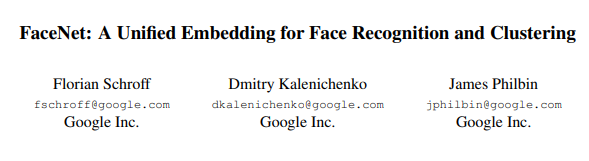 FaceNet: A Unified Embedding for Face Recognition and Clustering
Florian Schroff Dmitry Kalenichenko James Philbin
fschroff@google.com dkalenichenko@google.com jphilbin@google.com
Google Inc. Google Inc. Google Inc.